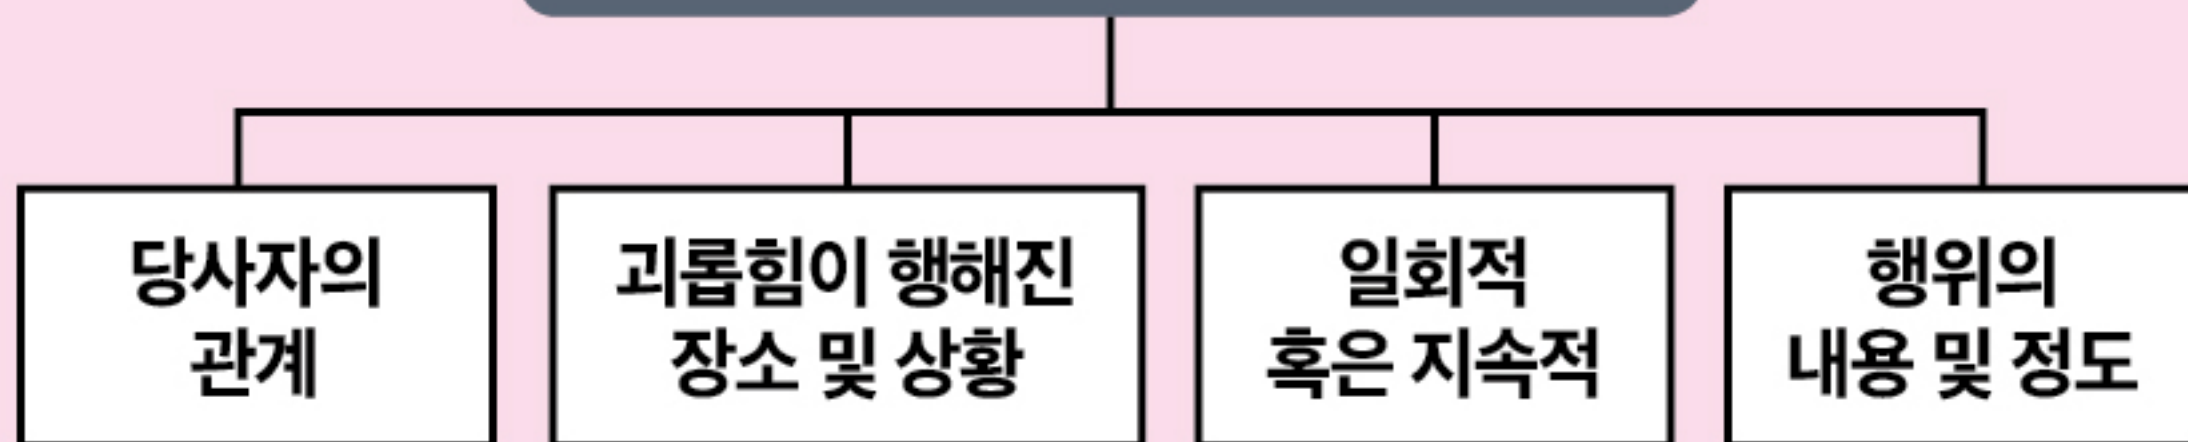 당사자의
관계
괴롭힘이 행해진
장소 및 상황
일회적
혹은 지속적
행위의
내용 및 정도